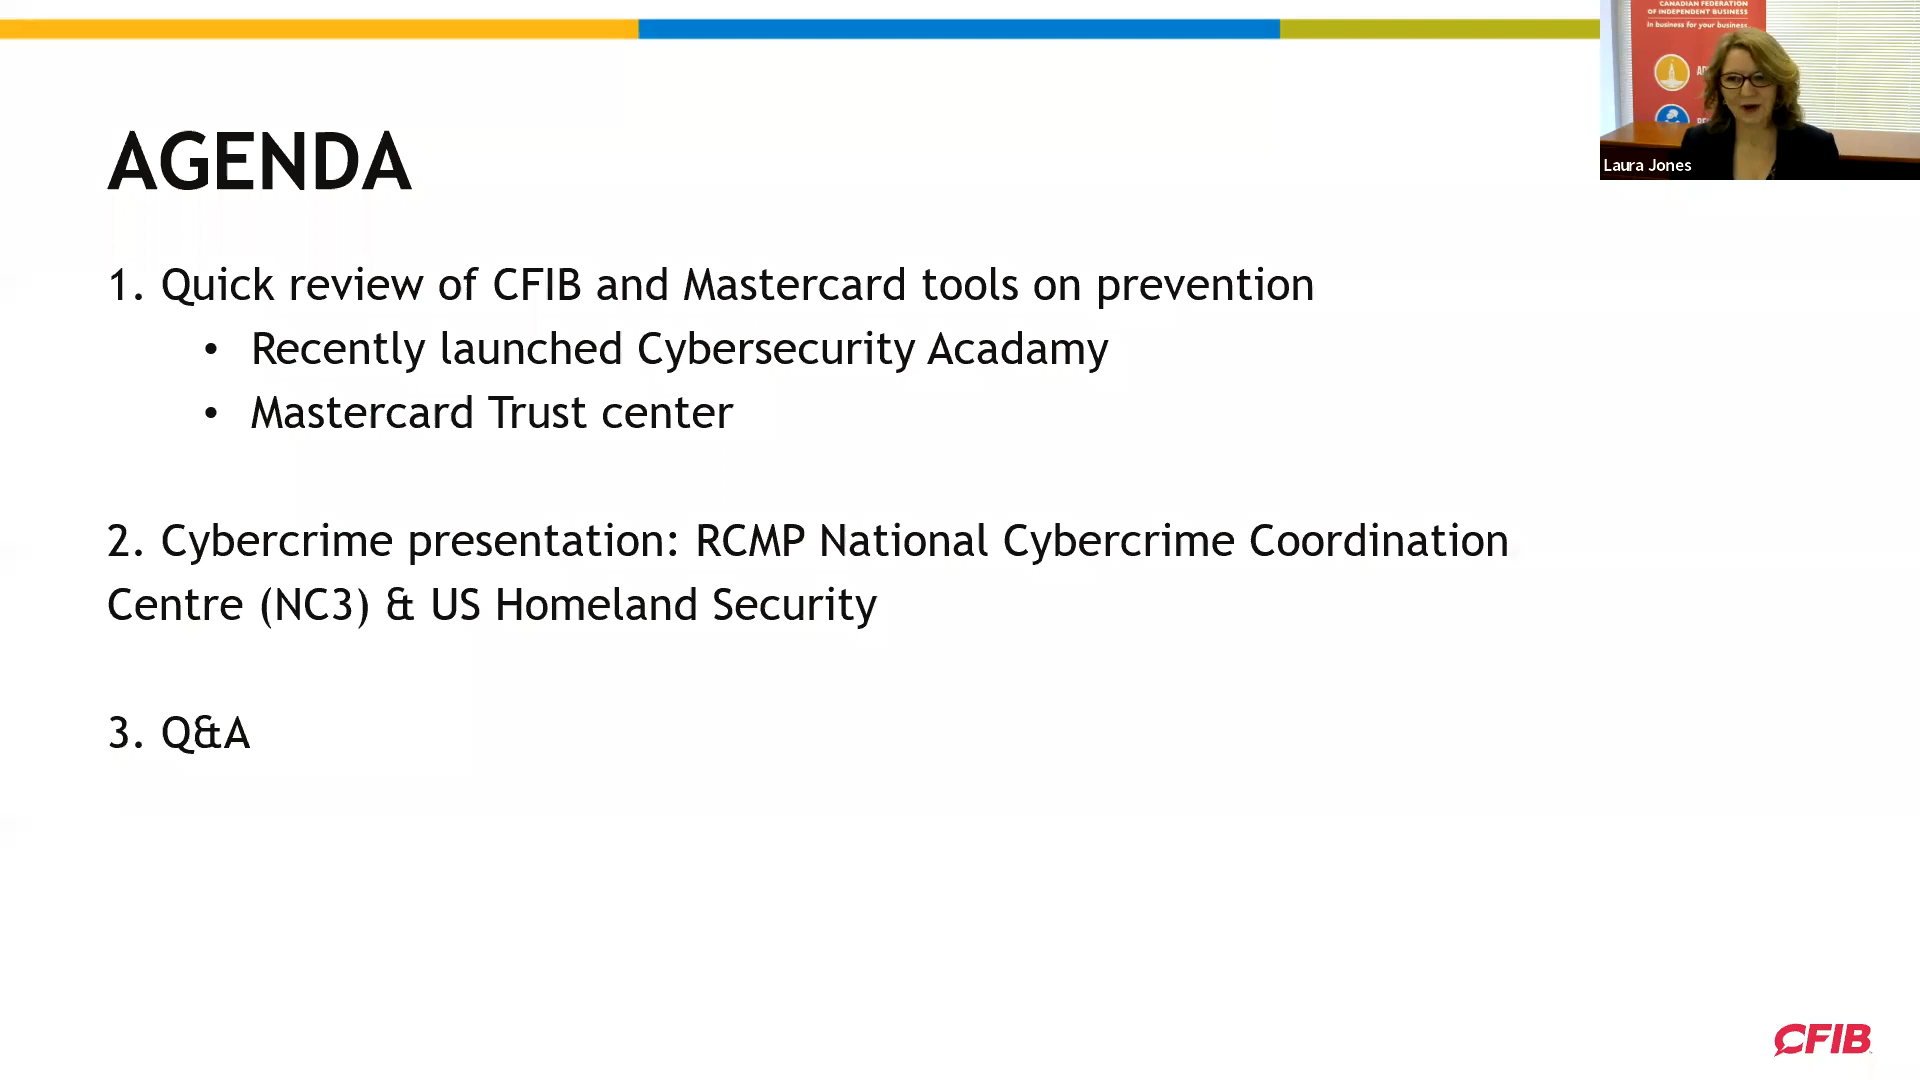 CANADIAN FEDERATION
OF INDEPENDENT BUSINESS
In business for your business
Laura Jones
AGENDA
1. Quick review of CFIB and Mastercard tools on prevention
• Recently launched Cybersecurity Acadamy
• Mastercard Trust center
2. Cybercrime presentation: RCMP National Cybercrime Coordination
Centre (NC3) & US Homeland Security
3. Q&A
CFIB